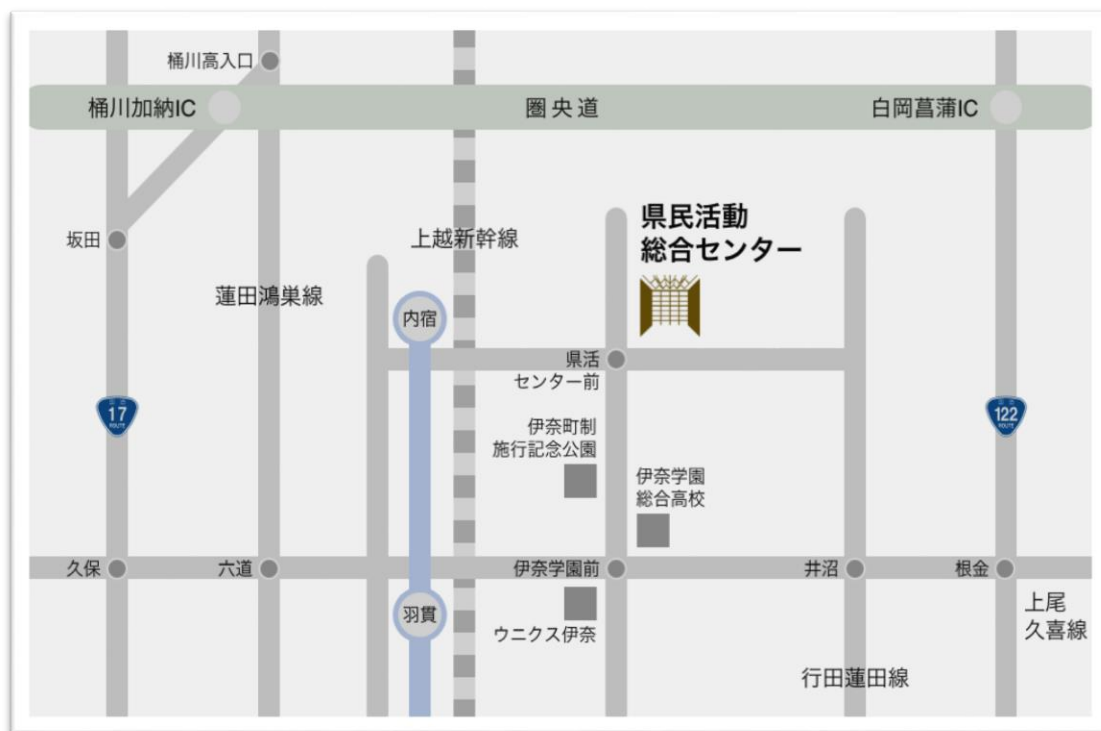 桶川高入口
桶川加納IC
圏央道
白岡菖蒲IC
県民活動
総合センター
坂田
上越新幹線
蓮田鴻巣線
内宿
県活
センター前
17
ROUTE
122
ROUTE
伊奈町制
施行記念公園
伊奈学園
総合高校
久保
六道
伊奈学園前
井沼
根金
羽貫
ウニクス伊奈
上尾
久喜線
行田蓮田線